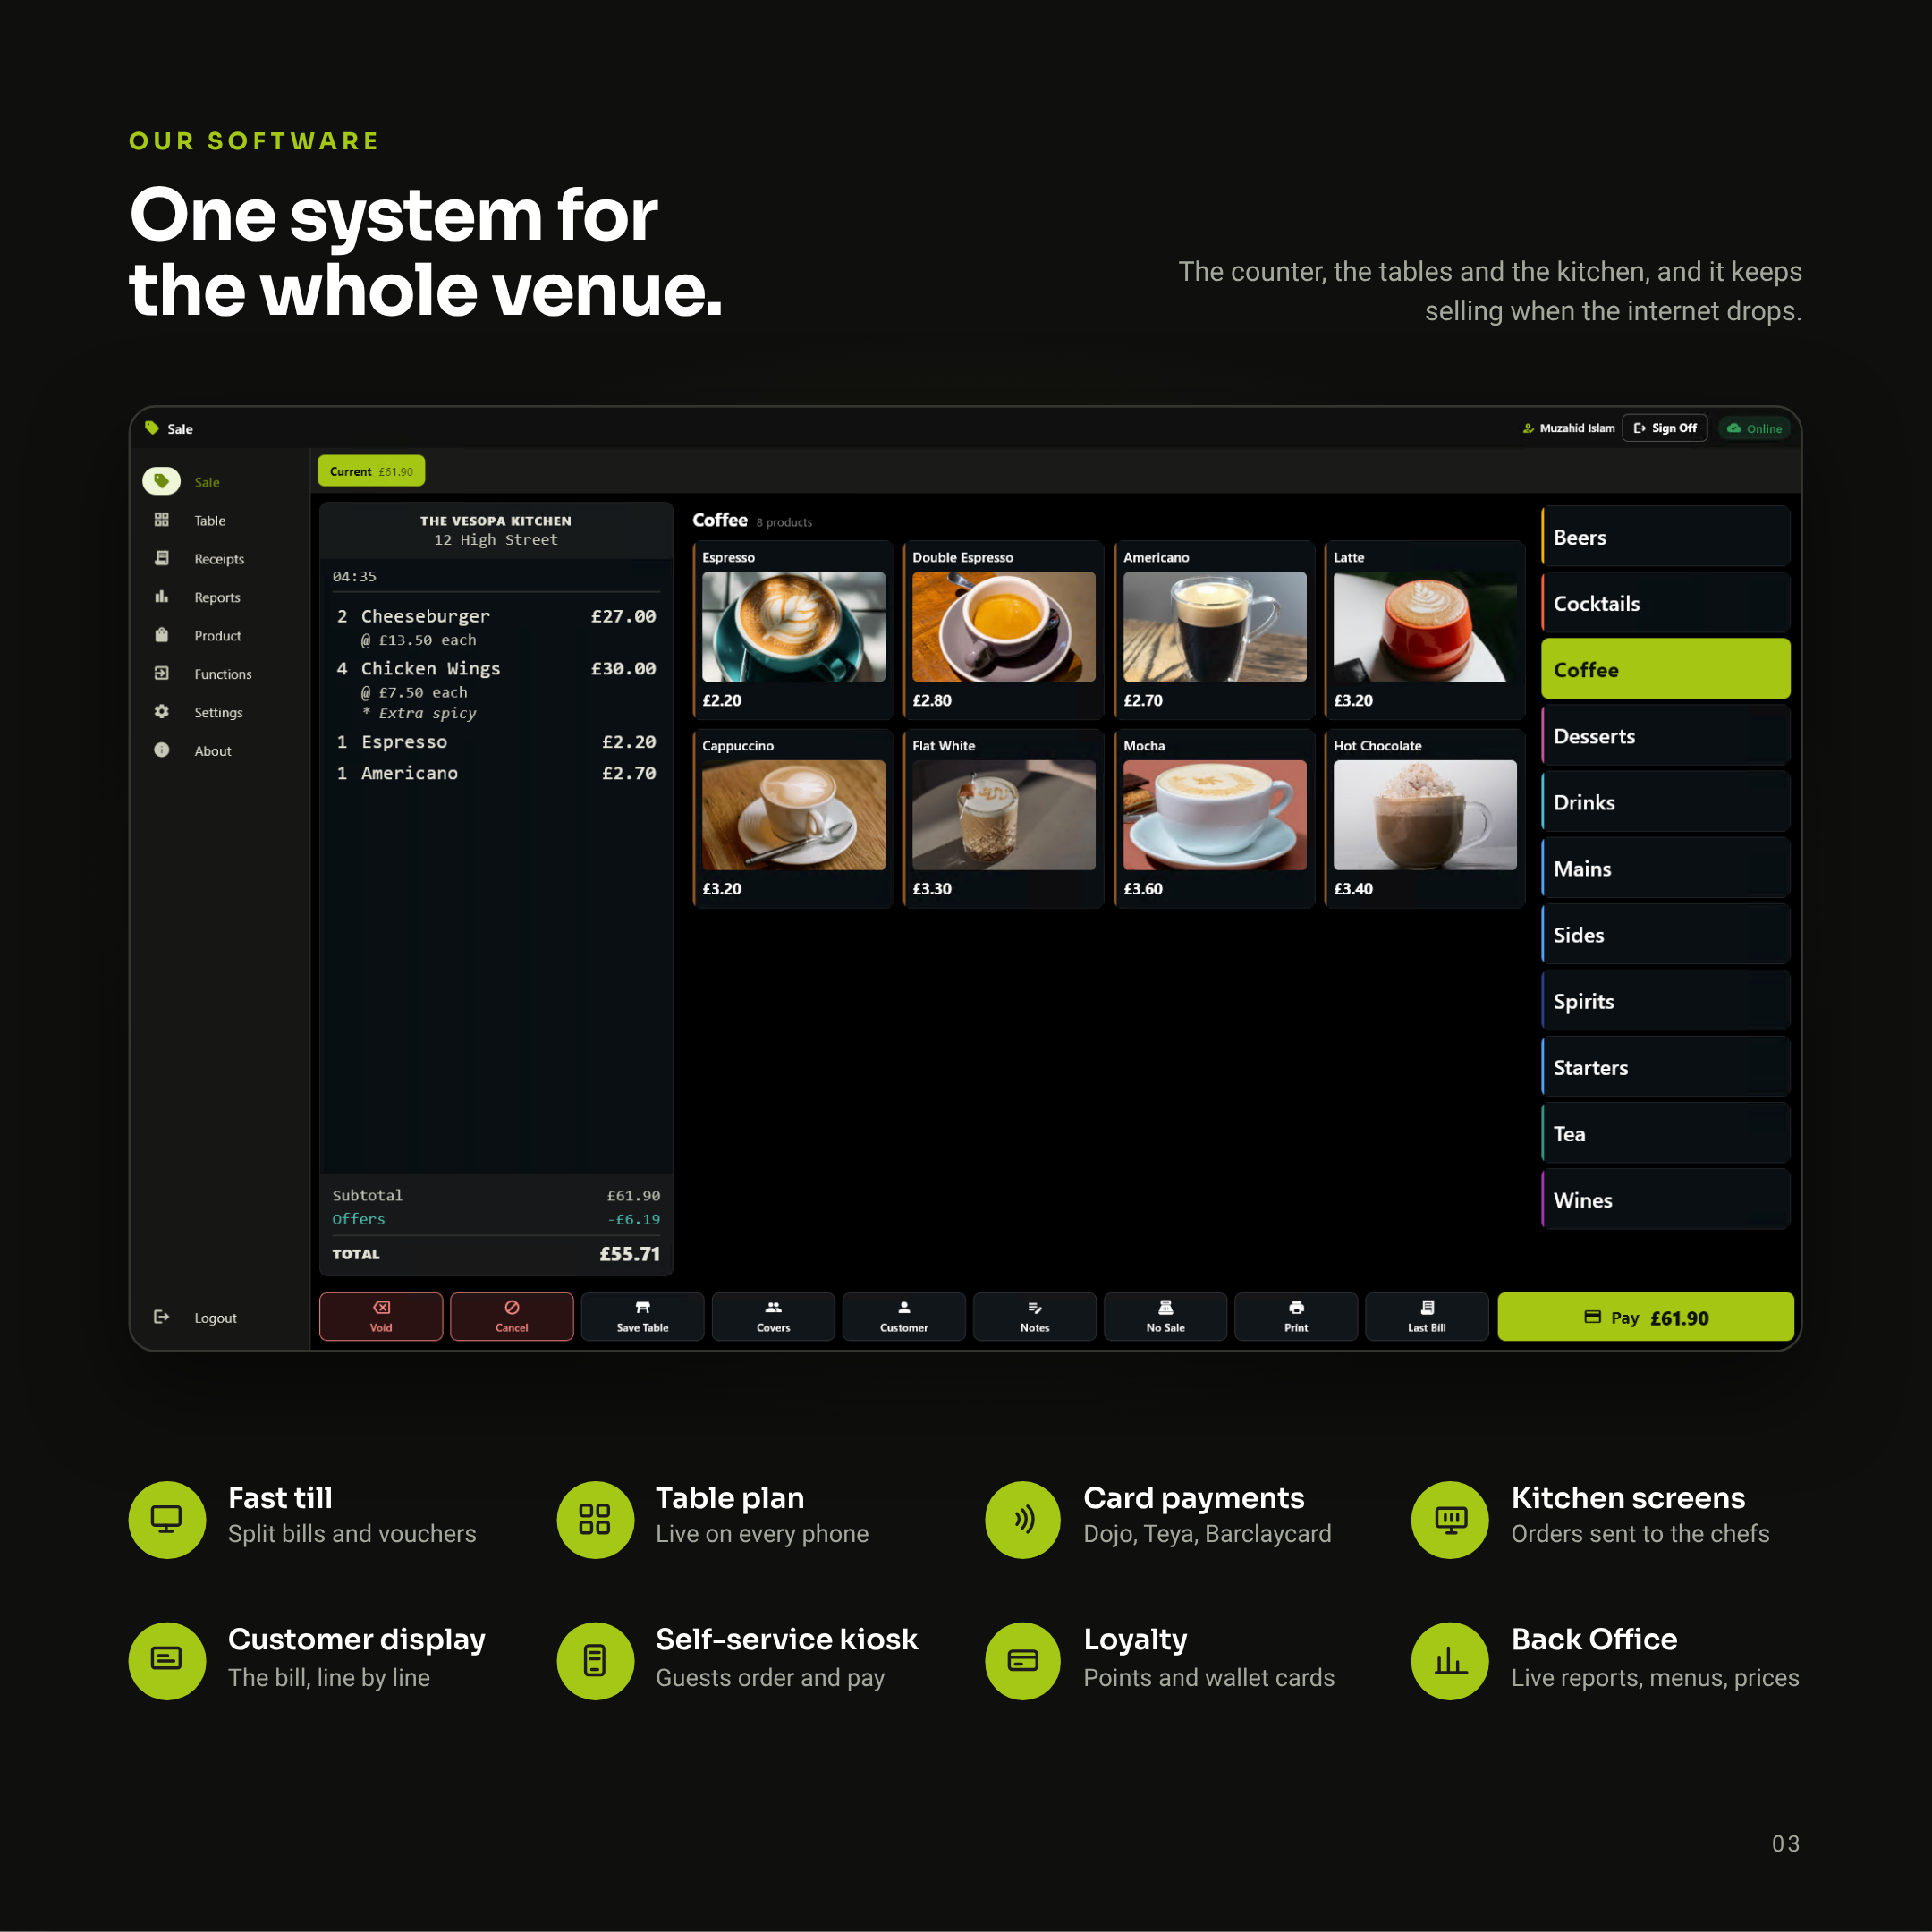 OUR SOFTWARE
One system for
the whole venue.
The counter, the tables and the kitchen, and it keeps
selling when the internet drops.
Sale
Muzahid Islam
Sign Off
Online
Sale
Table
Receipts
Reports
Product
Functions
Settings
About
Logout
Current £61.90
THE VESOPA KITCHEN
12 High Street
04:35
2 Cheeseburger £27.00
@ £13.50 each
4 Chicken Wings £30.00
@ £7.50 each
* Extra spicy
1 Espresso £2.20
1 Americano £2.70
Subtotal £61.90
Offers -£6.19
TOTAL £55.71
Coffee 8 products
Espresso
£2.20
Double Espresso
£2.80
Americano
£2.70
Latte
£3.20
Cappuccino
£3.20
Flat White
£3.30
Mocha
£3.60
Hot Chocolate
£3.40
Beers
Cocktails
Coffee
Desserts
Drinks
Mains
Sides
Spirits
Starters
Tea
Wines
Void
Cancel
Save Table
Covers
Customer
Notes
No Sale
Print
Last Bill
Pay £61.90
Fast till
Split bills and vouchers
Table plan
Live on every phone
Card payments
Dojo, Teya, Barclaycard
Kitchen screens
Orders sent to the chefs
Customer display
The bill, line by line
Self-service kiosk
Guests order and pay
Loyalty
Points and wallet cards
Back Office
Live reports, menus, prices
03